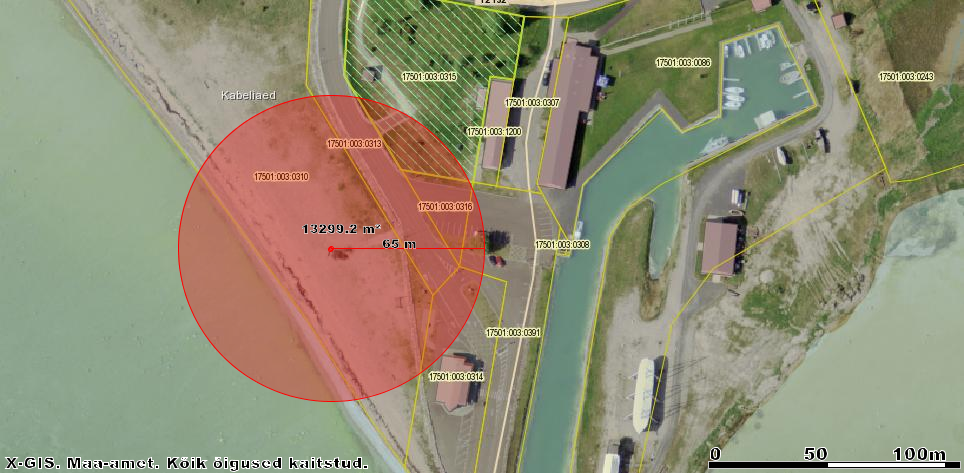 T2132
17501:003:0315
17501:003:0086
17501:003:0243
Kabeliaed
17501:003:0307
17501:003:1200
17501:003:0313
17501:003:0310
17501:003:0316
13299.2 m²
65 m
17501:003:0308
17501:003:0391
17501:003:0314
X-GIS. Maa-amet. Kõik õigused kaitstud.
0 50 100m